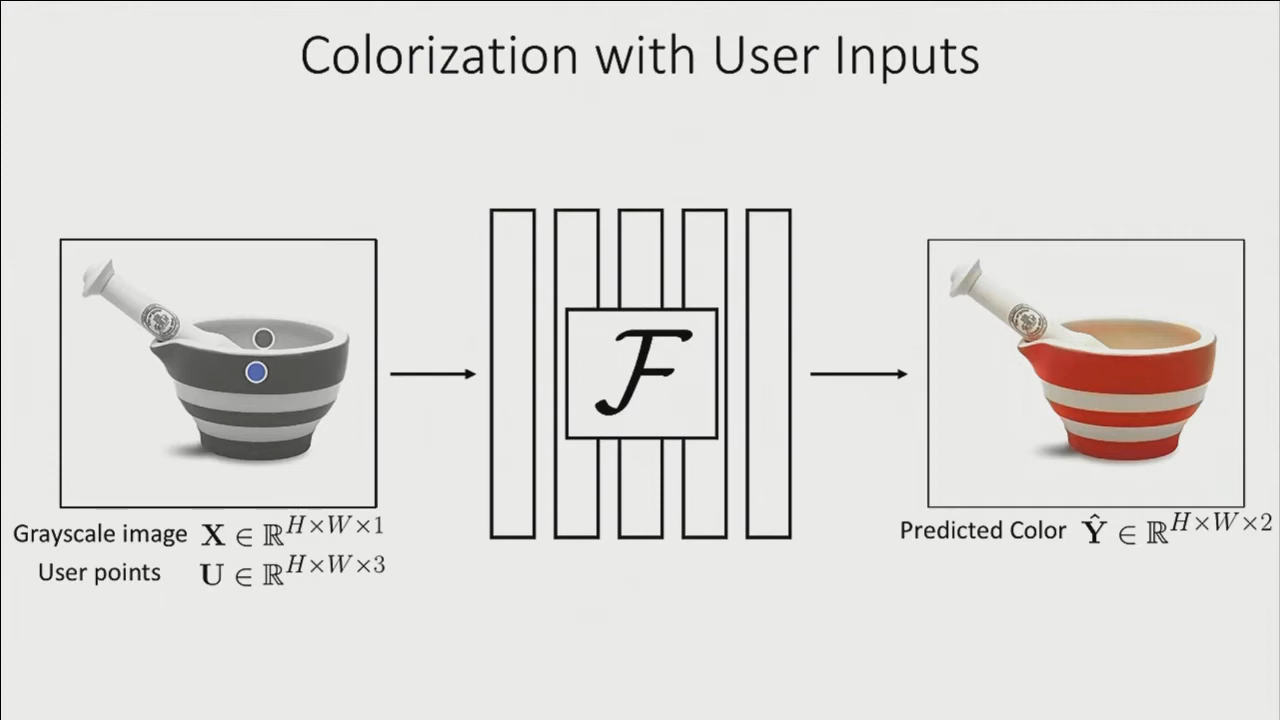 Colorization with User Inputs
ℱ
Grayscale image X ∈ ℝ^{H×W×1}
User points U ∈ ℝ^{H×W×3}
Predicted Color Ŷ ∈ ℝ^{H×W×2}